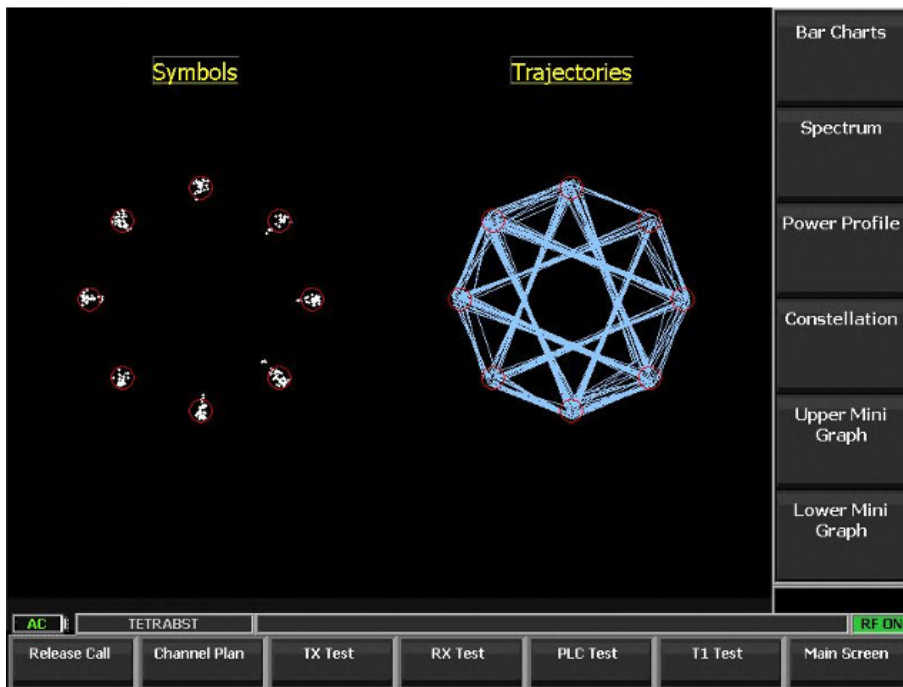 Symbols
Trajectories
Bar Charts
Spectrum
Power Profile
Constellation
Upper Mini
Graph
Lower Mini
Graph
AC
TETRABST
RF ON
Release Call
Channel Plan
TX Test
RX Test
PLC Test
T1 Test
Main Screen